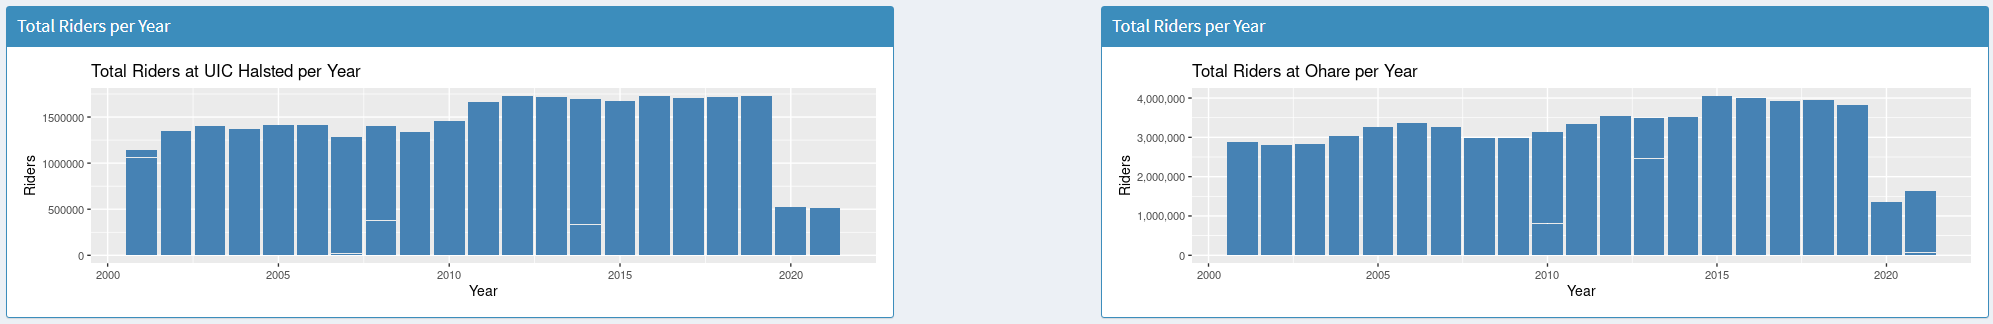 Total Riders per Year
Total Riders at UIC Halsted per Year
Riders
1500000
1000000
500000
0
2000 2005 2010 2015 2020
Year
Total Riders per Year
Total Riders at Ohare per Year
Riders
4,000,000
3,000,000
2,000,000
1,000,000
0
2000 2005 2010 2015 2020
Year